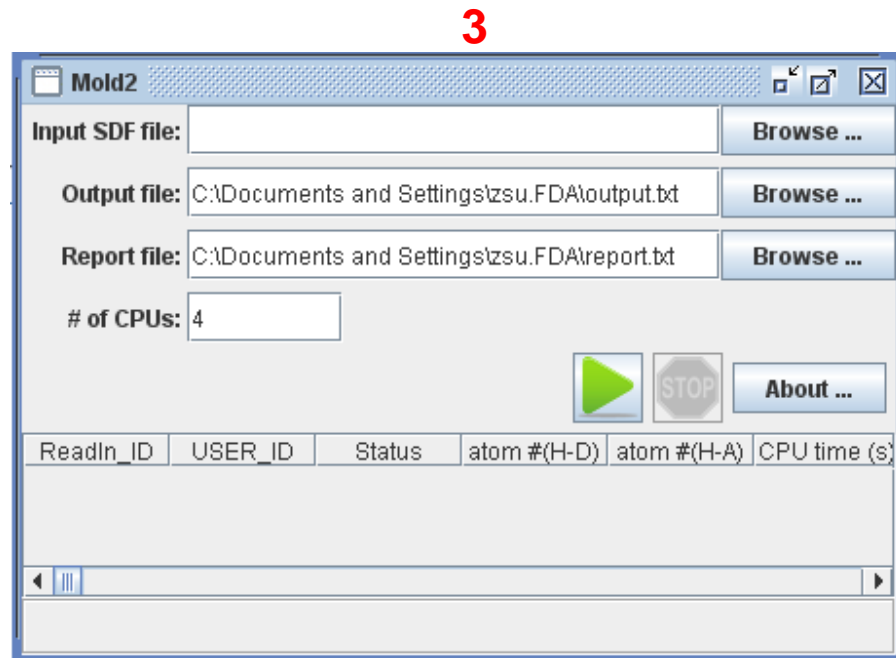 3
Mold2
Input SDF file: Browse ...
Output file: C:\Documents and Settings\zsu.FDA\output.txt Browse ...
Report file: C:\Documents and Settings\zsu.FDA\report.txt Browse ...
# of CPUs: 4
STOP About ...
ReadIn_ID USER_ID Status atom #(H-D) atom #(H-A) CPU time (s)